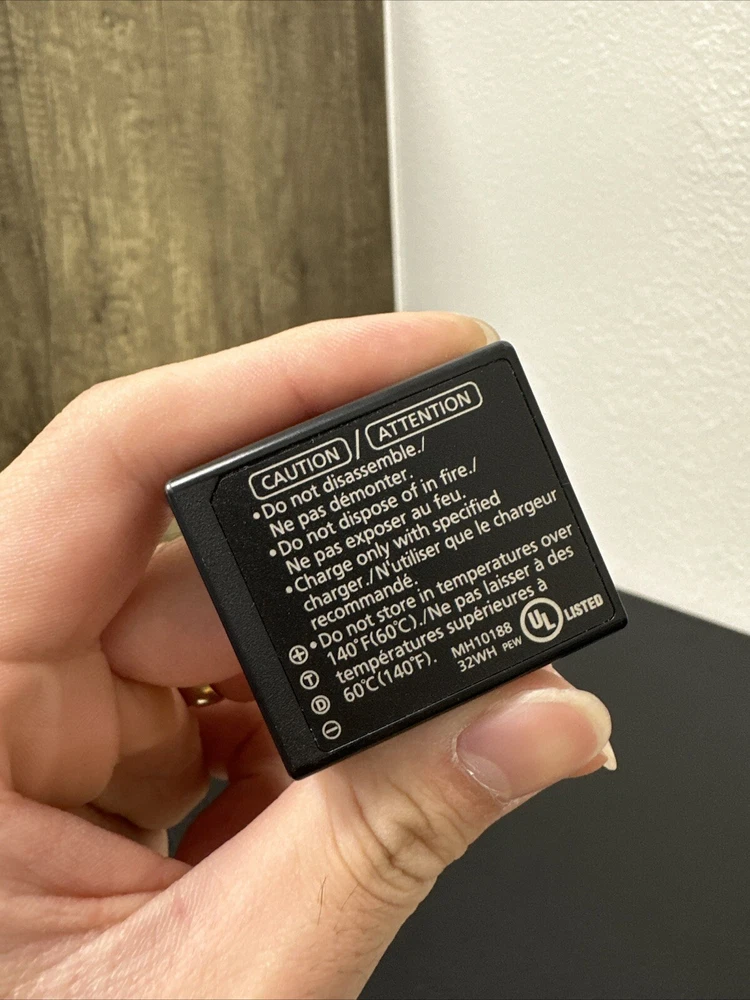 CAUTION / ATTENTION
•Do not disassemble./
Ne pas démonter.
•Do not dispose of in fire./
Ne pas exposer au feu.
•Charge only with specified
charger./N'utiliser que le chargeur
recommandé.
•Do not store in temperatures over
140°F(60°C)./Ne pas laisser à des
températures supérieures à
60°C(140°F). MH10188
32WH PEW
UL LISTED
+
T
D
-